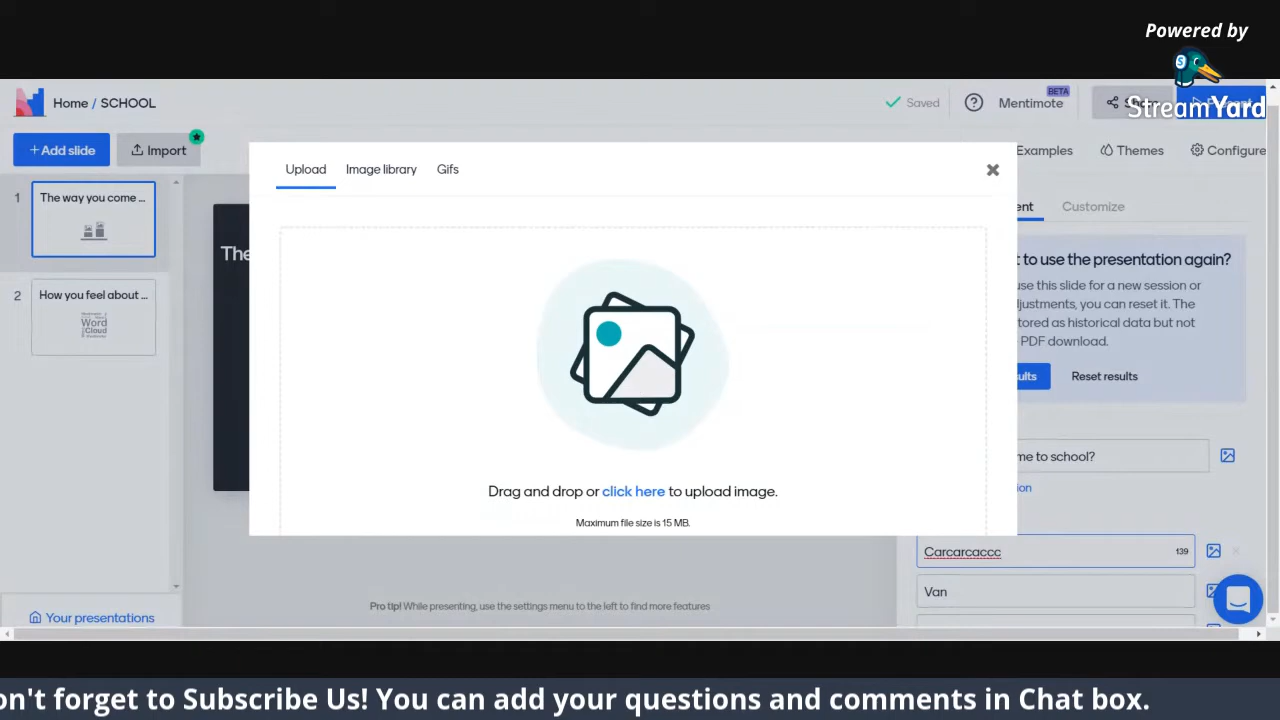 Powered by
StreamYard
Home / SCHOOL
Saved
Mentimote
BETA
+ Add slide
Import
Examples
Themes
Configure
Upload
Image library
Gifs
1
The way you come ...
2
How you feel about ...
Word
Cloud
The
Customize
to use the presentation again?
use this slide for a new session or
djustments, you can reset it. The
tored as historical data but not
PDF download.
Reset results
me to school?
Drag and drop or click here to upload image.
Maximum file size is 15 MB.
Carcarcaccc
139
Van
Pro tip! While presenting, use the settings menu to the left to find more features
Your presentations
on't forget to Subscribe Us! You can add your questions and comments in Chat box.